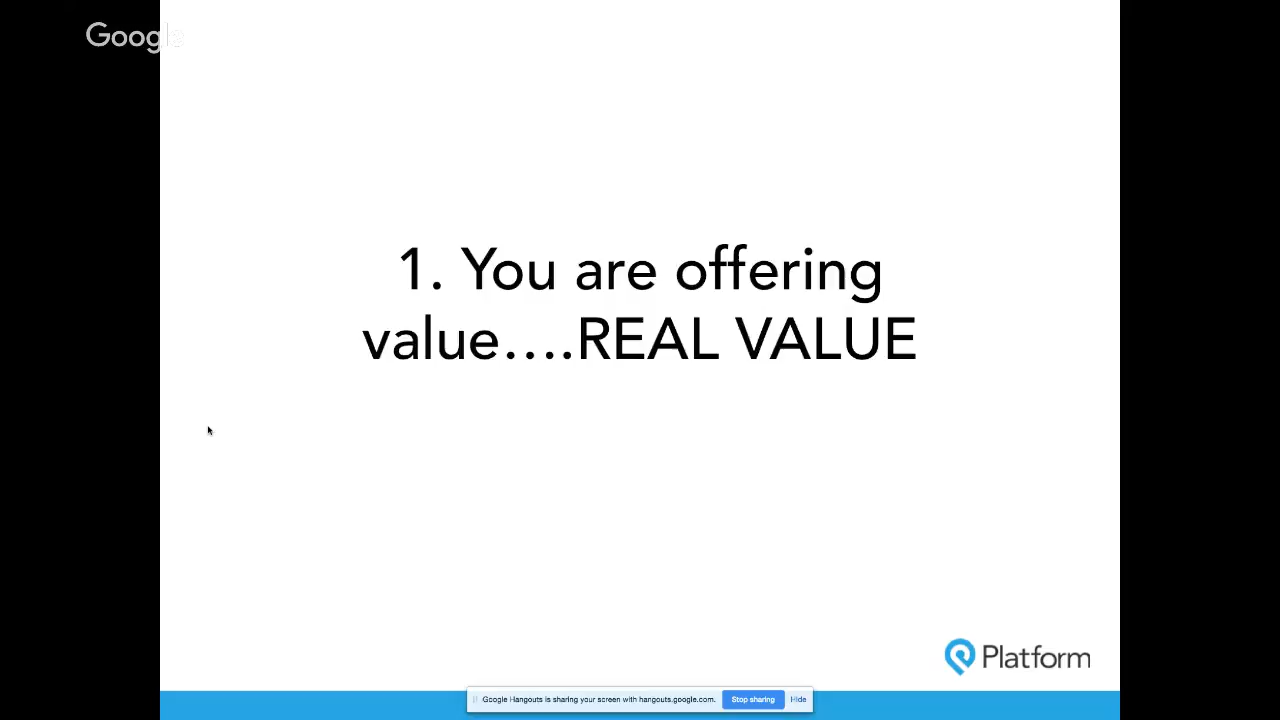 Google
1. You are offering
value....REAL VALUE
Platform
Google Hangouts is sharing your screen with hangouts.google.com.
Stop sharing
Hide